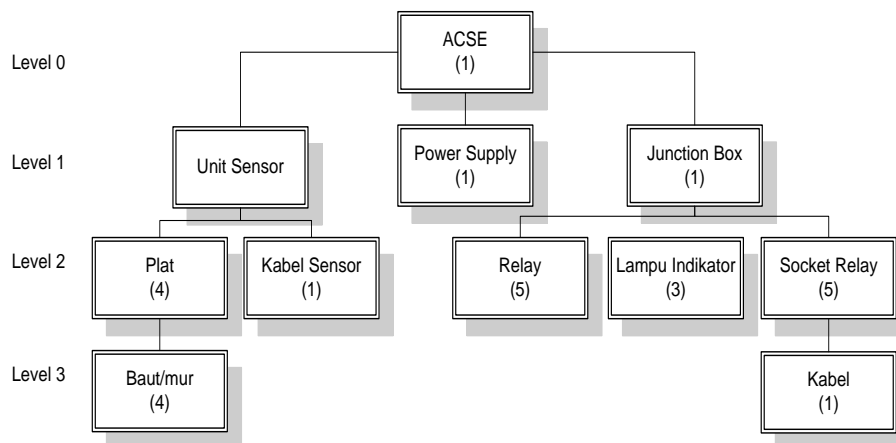 ACSE
(1)
Level 0
Level 1
Unit Sensor
Power Supply
(1)
Junction Box
(1)
Level 2
Plat
(4)
Kabel Sensor
(1)
Relay
(5)
Lampu Indikator
(3)
Socket Relay
(5)
Level 3
Baut/mur
(4)
Kabel
(1)